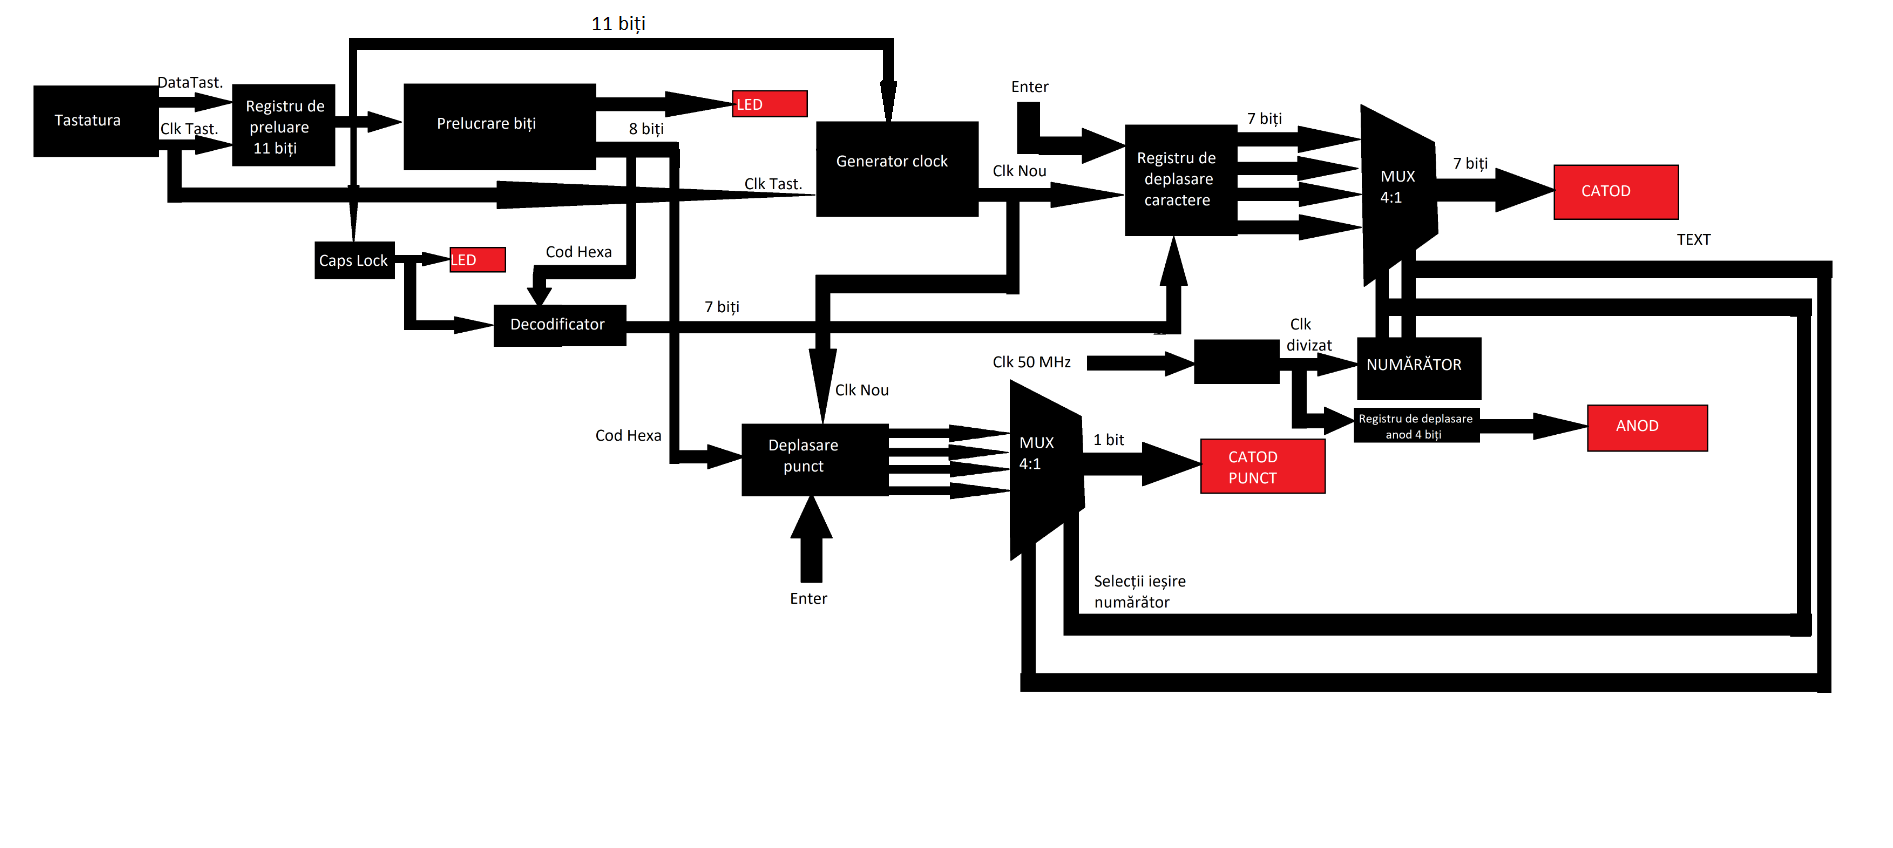 11 biți
DataTast.
Tastatura
Clk Tast.
Registru de
preluare
11 biți
Prelucrare biți
LED
8 biți
Generator clock
Clk Tast.
Enter
Clk Nou
Registru de
deplasare
caractere
7 biți
MUX
4:1
7 biți
CATOD
TEXT
Caps Lock
LED
Cod Hexa
Decodificator
7 biți
Clk Nou
Clk 50 MHz
Clk
divizat
NUMĂRĂTOR
Registru de deplasare
anod 4 biți
ANOD
Cod Hexa
Deplasare
punct
MUX
4:1
1 bit
CATOD
PUNCT
Enter
Selecții ieșire
numărător